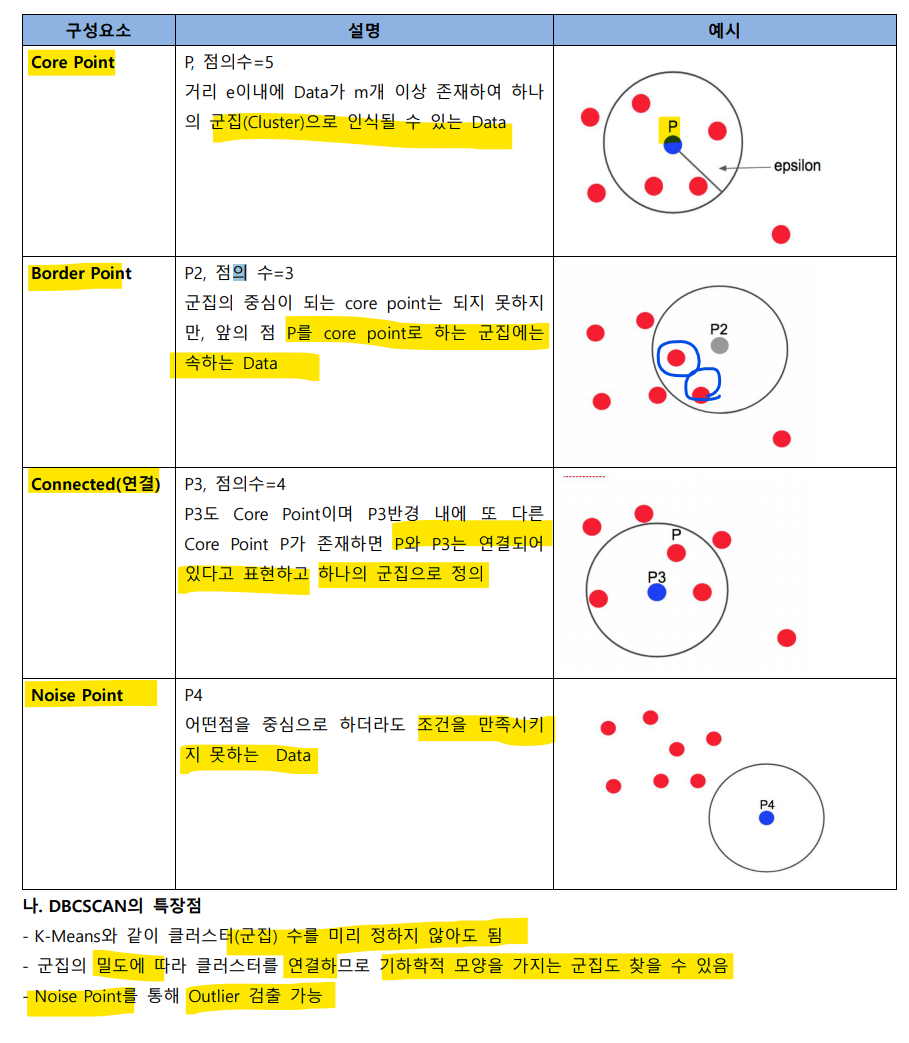 구성요소 설명 예시
Core Point
P, 점의수=5
거리 e이내에 Data가 m개 이상 존재하여 하나
의 군집(Cluster)으로 인식될 수 있는 Data
P
epsilon
Border Point
P2, 점의 수=3
군집의 중심이 되는 core point는 되지 못하지
만, 앞의 점 P를 core point로 하는 군집에는
속하는 Data
P2
Connected(연결)
P3, 점의수=4
P3도 Core Point이며 P3반경 내에 또 다른
Core Point P가 존재하면 P와 P3는 연결되어
있다고 표현하고 하나의 군집으로 정의
P
P3
Noise Point
P4
어떤점을 중심으로 하더라도 조건을 만족시키
지 못하는 Data
P4
나. DBCSCAN의 특장점
- K-Means와 같이 클러스터(군집) 수를 미리 정하지 않아도 됨
- 군집의 밀도에 따라 클러스터를 연결하므로 기하학적 모양을 가지는 군집도 찾을 수 있음
- Noise Point를 통해 Outlier 검출 가능